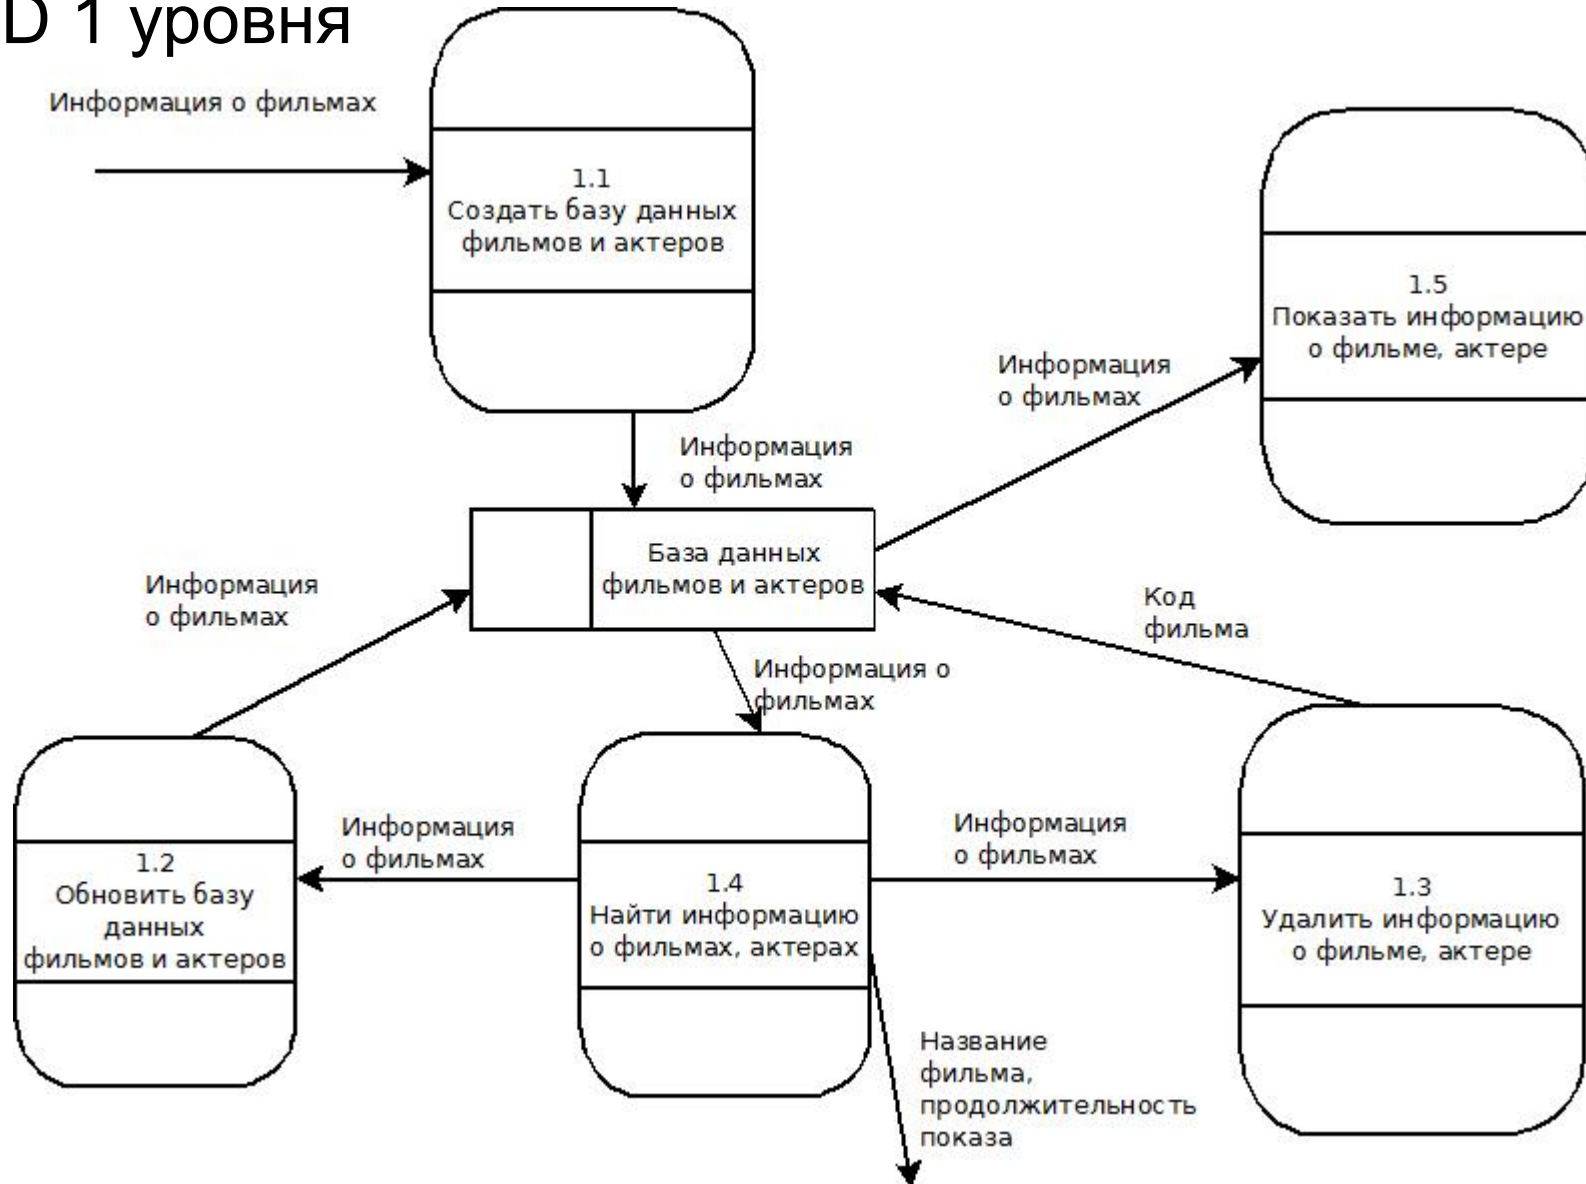 D 1 уровня
Информация о фильмах
1.1
Создать базу данных
фильмов и актеров
1.5
Показать информацию
о фильме, актере
Информация
о фильмах
Информация
о фильмах
База данных
фильмов и актеров
Информация
о фильмах
Код
фильма
Информация о
фильмах
Информация
о фильмах
Информация
о фильмах
1.2
Обновить базу
данных
фильмов и актеров
1.4
Найти информацию
о фильмах, актерах
1.3
Удалить информацию
о фильме, актере
Название
фильма,
продолжительность
показа